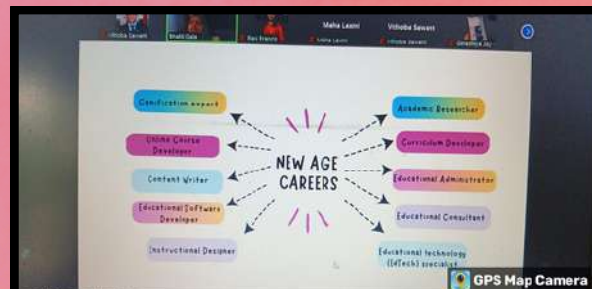 Maha Laxmi
Vithoba Sawant
Gamification expert
Online Course
Developer
Content Writer
Educational Software
Developer
Instructional Designer
NEW AGE
CAREERS
Academic Researcher
Curriculum Developer
Educational Administrator
Educational Consultant
Educational technology
(EdTech) specialist
GPS Map Camera